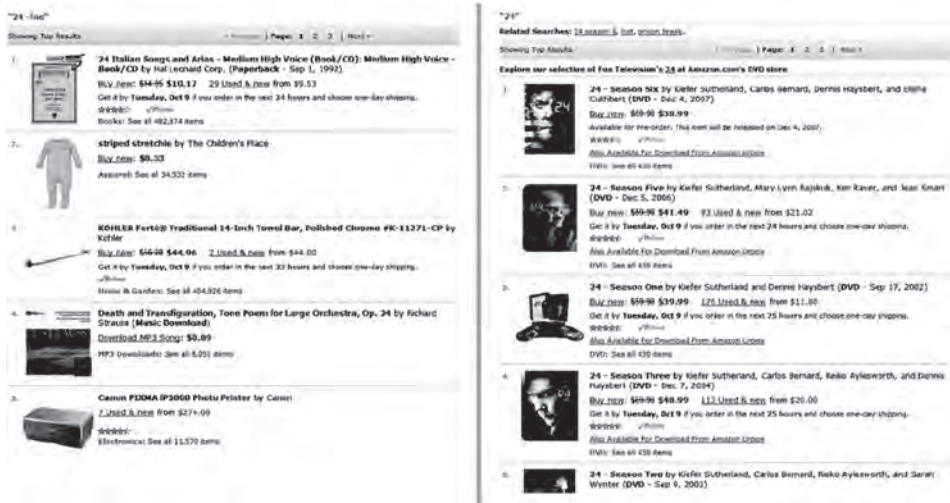 "24 -foo"
Showing Top Results
| Page: 1 2 3 | Next »
1.
24 Italian Songs and Arias - Medium High Voice (Book/CD): Medium High Voice -
Book/CD by Hal Leonard Corp. (Paperback - Sep 1, 1992)
Buy new: $14.95 $10.17 29 Used & new from $9.53
Get it by Tuesday, Oct 9 if you order in the next 24 hours and choose one-day shipping.
Books: See all 492,874 items
2.
striped stretchie by The Children's Place
Buy new: $8.33
Apparel: See all 34,532 items
KOHLER Forté® Traditional 14-Inch Towel Bar, Polished Chrome #K-11271-CP by
Kohler
Buy new: $44.96 2 Used & new from $44.00
Get it by Tuesday, Oct 9 if you order in the next 33 hours and choose one-day shipping.
Home & Garden: See all 404,926 items
4.
Death and Transfiguration, Tone Poem for Large Orchestra, Op. 24 by Richard
Strauss (Music Download)
Download MP3 Song: $0.89
MP3 Downloads: See all 6,051 items
Canon PIXMA iP3000 Photo Printer by Canon
7 Used & new from $274.00
Electronics: See all 11,570 items
"24"
Related Searches: 24 season 6, lost, prison break.
Showing Top Results
| Page: 1 2 3 | Next »
Explore our selection of Fox Television's 24 at Amazon.com's DVD store
24 - Season Six by Kiefer Sutherland, Carlos Bernard, Dennis Haysbert, and Elisha
Cuthbert (DVD - Dec 4, 2007)
Buy new: $38.99
Available for Pre-order. This item will be released on Dec 4, 2007.
Also Available For Download From Amazon Unbox
DVD: See all 430 items
2.
24 - Season Five by Kiefer Sutherland, Mary Lynn Rajskub, Ken Raver, and Jean Smart
(DVD - Dec 5, 2006)
Buy new: $41.49 93 Used & new from $21.02
Get it by Tuesday, Oct 9 if you order in the next 24 hours and choose one-day shipping.
Also Available For Download From Amazon Unbox
DVD: See all 430 items
3.
24 - Season One by Kiefer Sutherland and Dennis Haysbert (DVD - Sep 17, 2002)
Buy new: $59.98 $39.99 176 Used & new from $11.80
Get it by Tuesday, Oct 9 if you order in the next 25 hours and choose one-day shipping.
Also Available For Download From Amazon Unbox
DVD: See all 430 items
4.
24 - Season Three by Kiefer Sutherland, Carlos Bernard, Reiko Aylesworth, and Dennis
Haysbert (DVD - Dec 7, 2004)
Buy new: $48.99 113 Used & new from $20.00
Get it by Tuesday, Oct 9 if you order in the next 25 hours and choose one-day shipping.
Also Available For Download From Amazon Unbox
DVD: See all 430 items
5.
24 - Season Two by Kiefer Sutherland, Carlos Bernard, Reiko Aylesworth, and Sarah
Wynter (DVD - Sep 9, 2003)